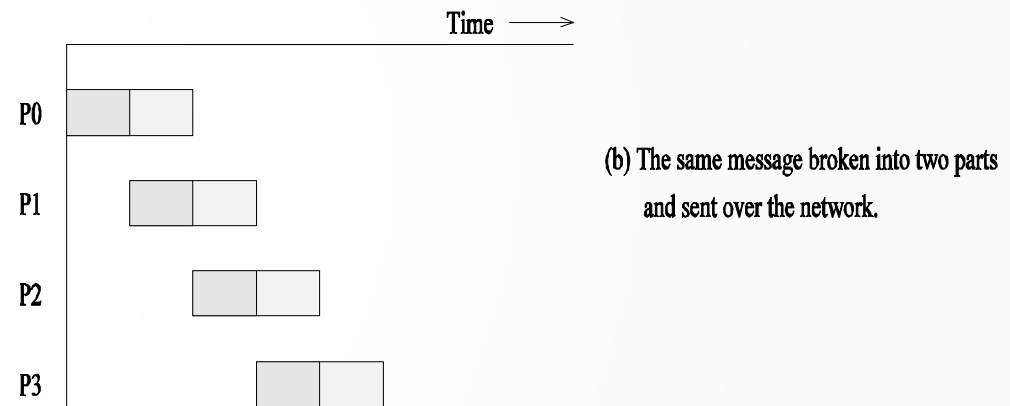 Time
P0
(b) The same message broken into two parts
P1
and sent over the network.
P2
P3